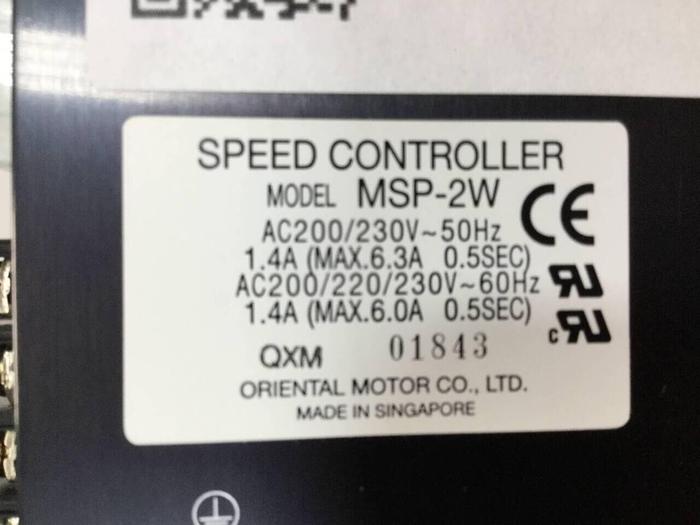 SPEED CONTROLLER
MODEL MSP-2W
CE
AC200/230V~50Hz
1.4A (MAX.6.3A 0.5SEC)
AC200/220/230V~60Hz
1.4A (MAX.6.0A 0.5SEC)
QXM 01843
ORIENTAL MOTOR CO., LTD.
MADE IN SINGAPORE